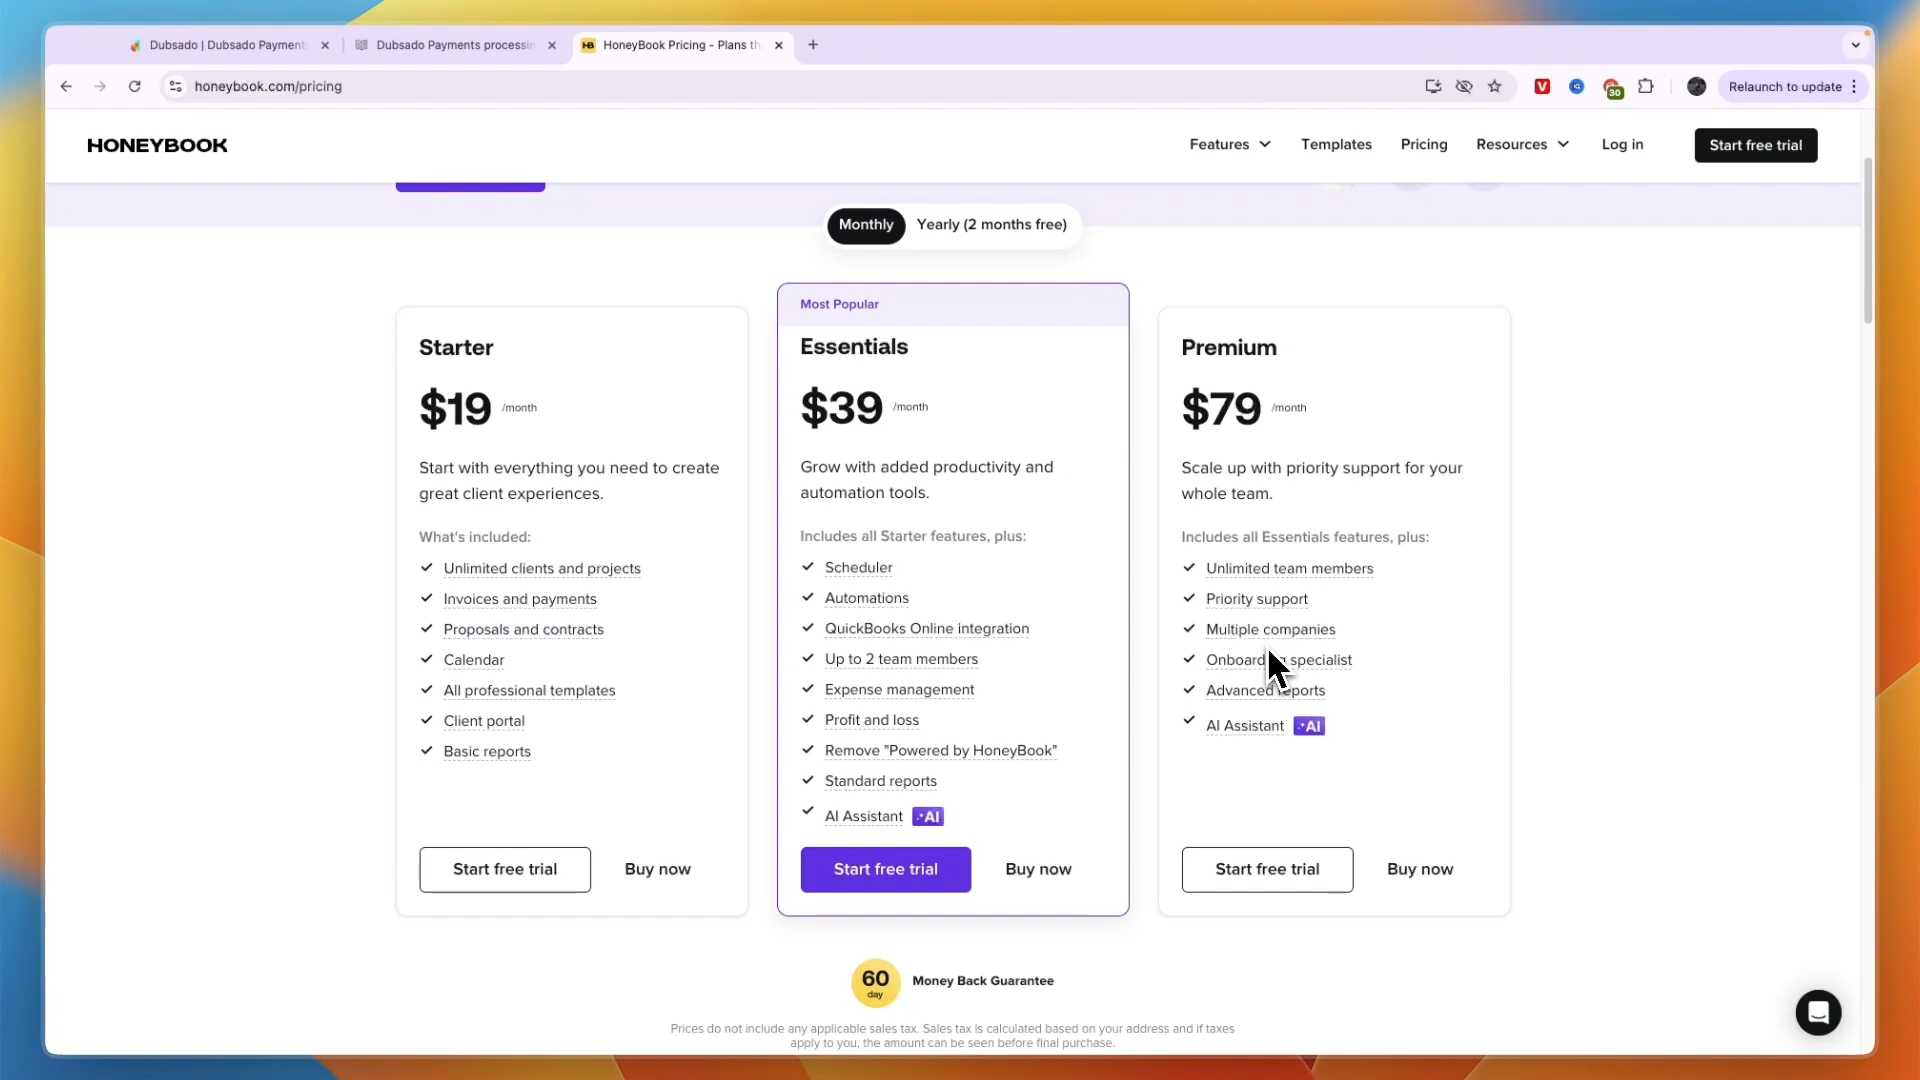 Dubsado | Dubsado Payment
Dubsado Payments processi
HB
HoneyBook Pricing - Plans th
honeybook.com/pricing
V
30
Relaunch to update
HONEYBOOK
Features
Templates
Pricing
Resources
Log in
Start free trial
Monthly
Yearly (2 months free)
Starter
$19 /month
Start with everything you need to create
great client experiences.
What's included:
Unlimited clients and projects
Invoices and payments
Proposals and contracts
Calendar
All professional templates
Client portal
Basic reports
Start free trial
Buy now
Most Popular
Essentials
$39 /month
Grow with added productivity and
automation tools.
Includes all Starter features, plus:
Scheduler
Automations
QuickBooks Online integration
Up to 2 team members
Expense management
Profit and loss
Remove "Powered by HoneyBook"
Standard reports
AI Assistant AI
Start free trial
Buy now
Premium
$79 /month
Scale up with priority support for your
whole team.
Includes all Essentials features, plus:
Unlimited team members
Priority support
Multiple companies
Onboarding specialist
Advanced reports
AI Assistant AI
Start free trial
Buy now
60
day
Money Back Guarantee
Prices do not include any applicable sales tax. Sales tax is calculated based on your address and if taxes
apply to you, the amount can be seen before final purchase.